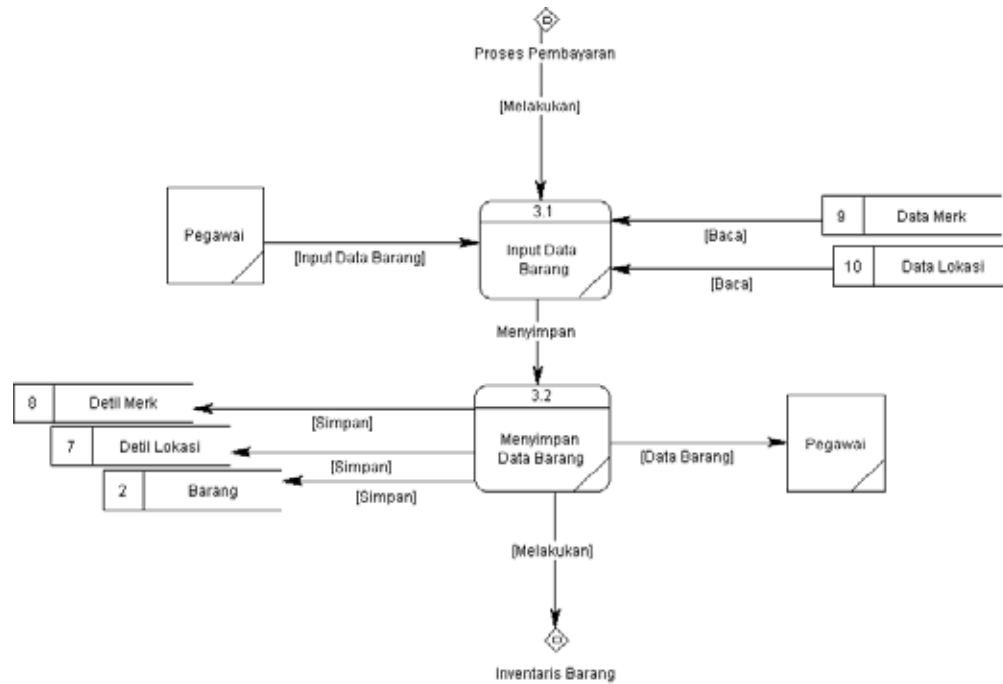 Proses Pembayaran
[Melakukan]
Pegawai
[Input Data Barang]
3.1
Input Data
Barang
9 Data Merk
[Baca]
10 Data Lokasi
[Baca]
Menyimpan
8 Detil Merk
[Simpan]
7 Detil Lokasi
[Simpan]
2 Barang
[Simpan]
3.2
Menyimpan
Data Barang
[Data Barang]
Pegawai
[Melakukan]
Inventaris Barang